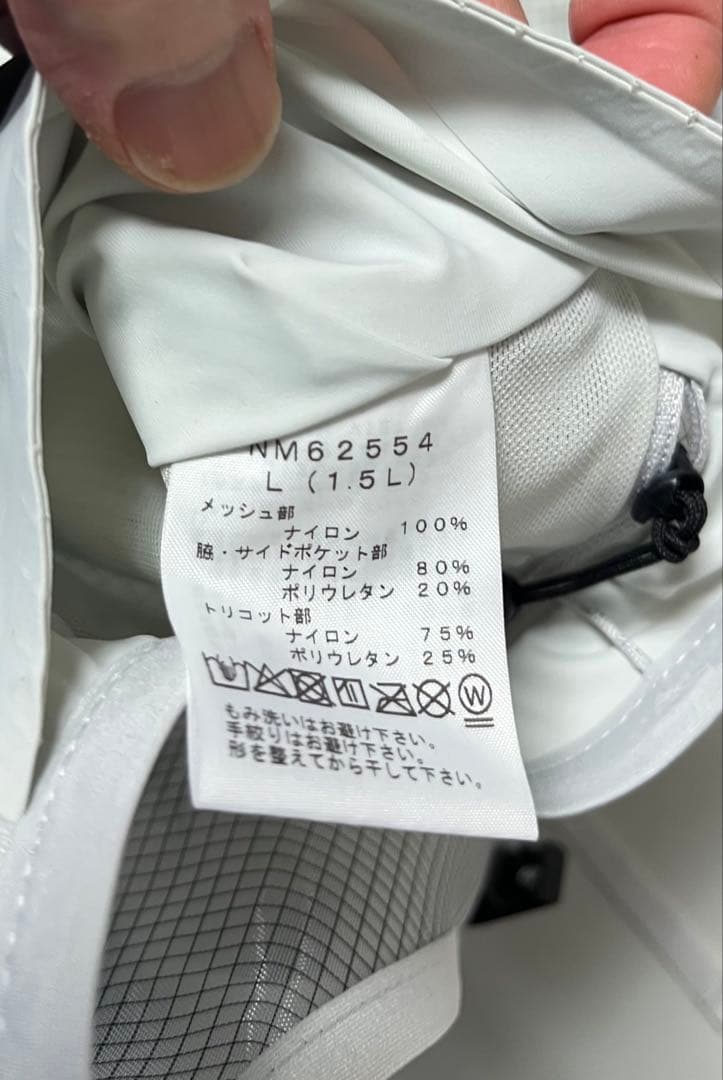 NM62554
L (1.5L)
メッシュ部
ナイロン 100%
脇・サイドポケット部
ナイロン 80%
ポリウレタン 20%
トリコット部
ナイロン 75%
ポリウレタン 25%
W
もみ洗いはお避け下さい。
手絞りはお避け下さい。
形を整えてから干して下さい。